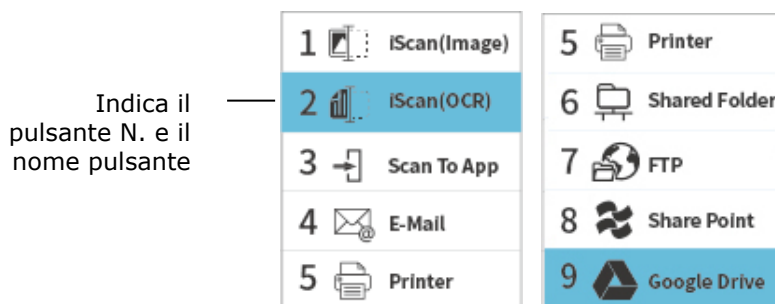 Indica il
pulsante N. e il
nome pulsante
1 iScan(Image)
2 iScan(OCR)
3 Scan To App
4 E-Mail
5 Printer
5 Printer
6 Shared Folder
7 FTP
8 Share Point
9 Google Drive